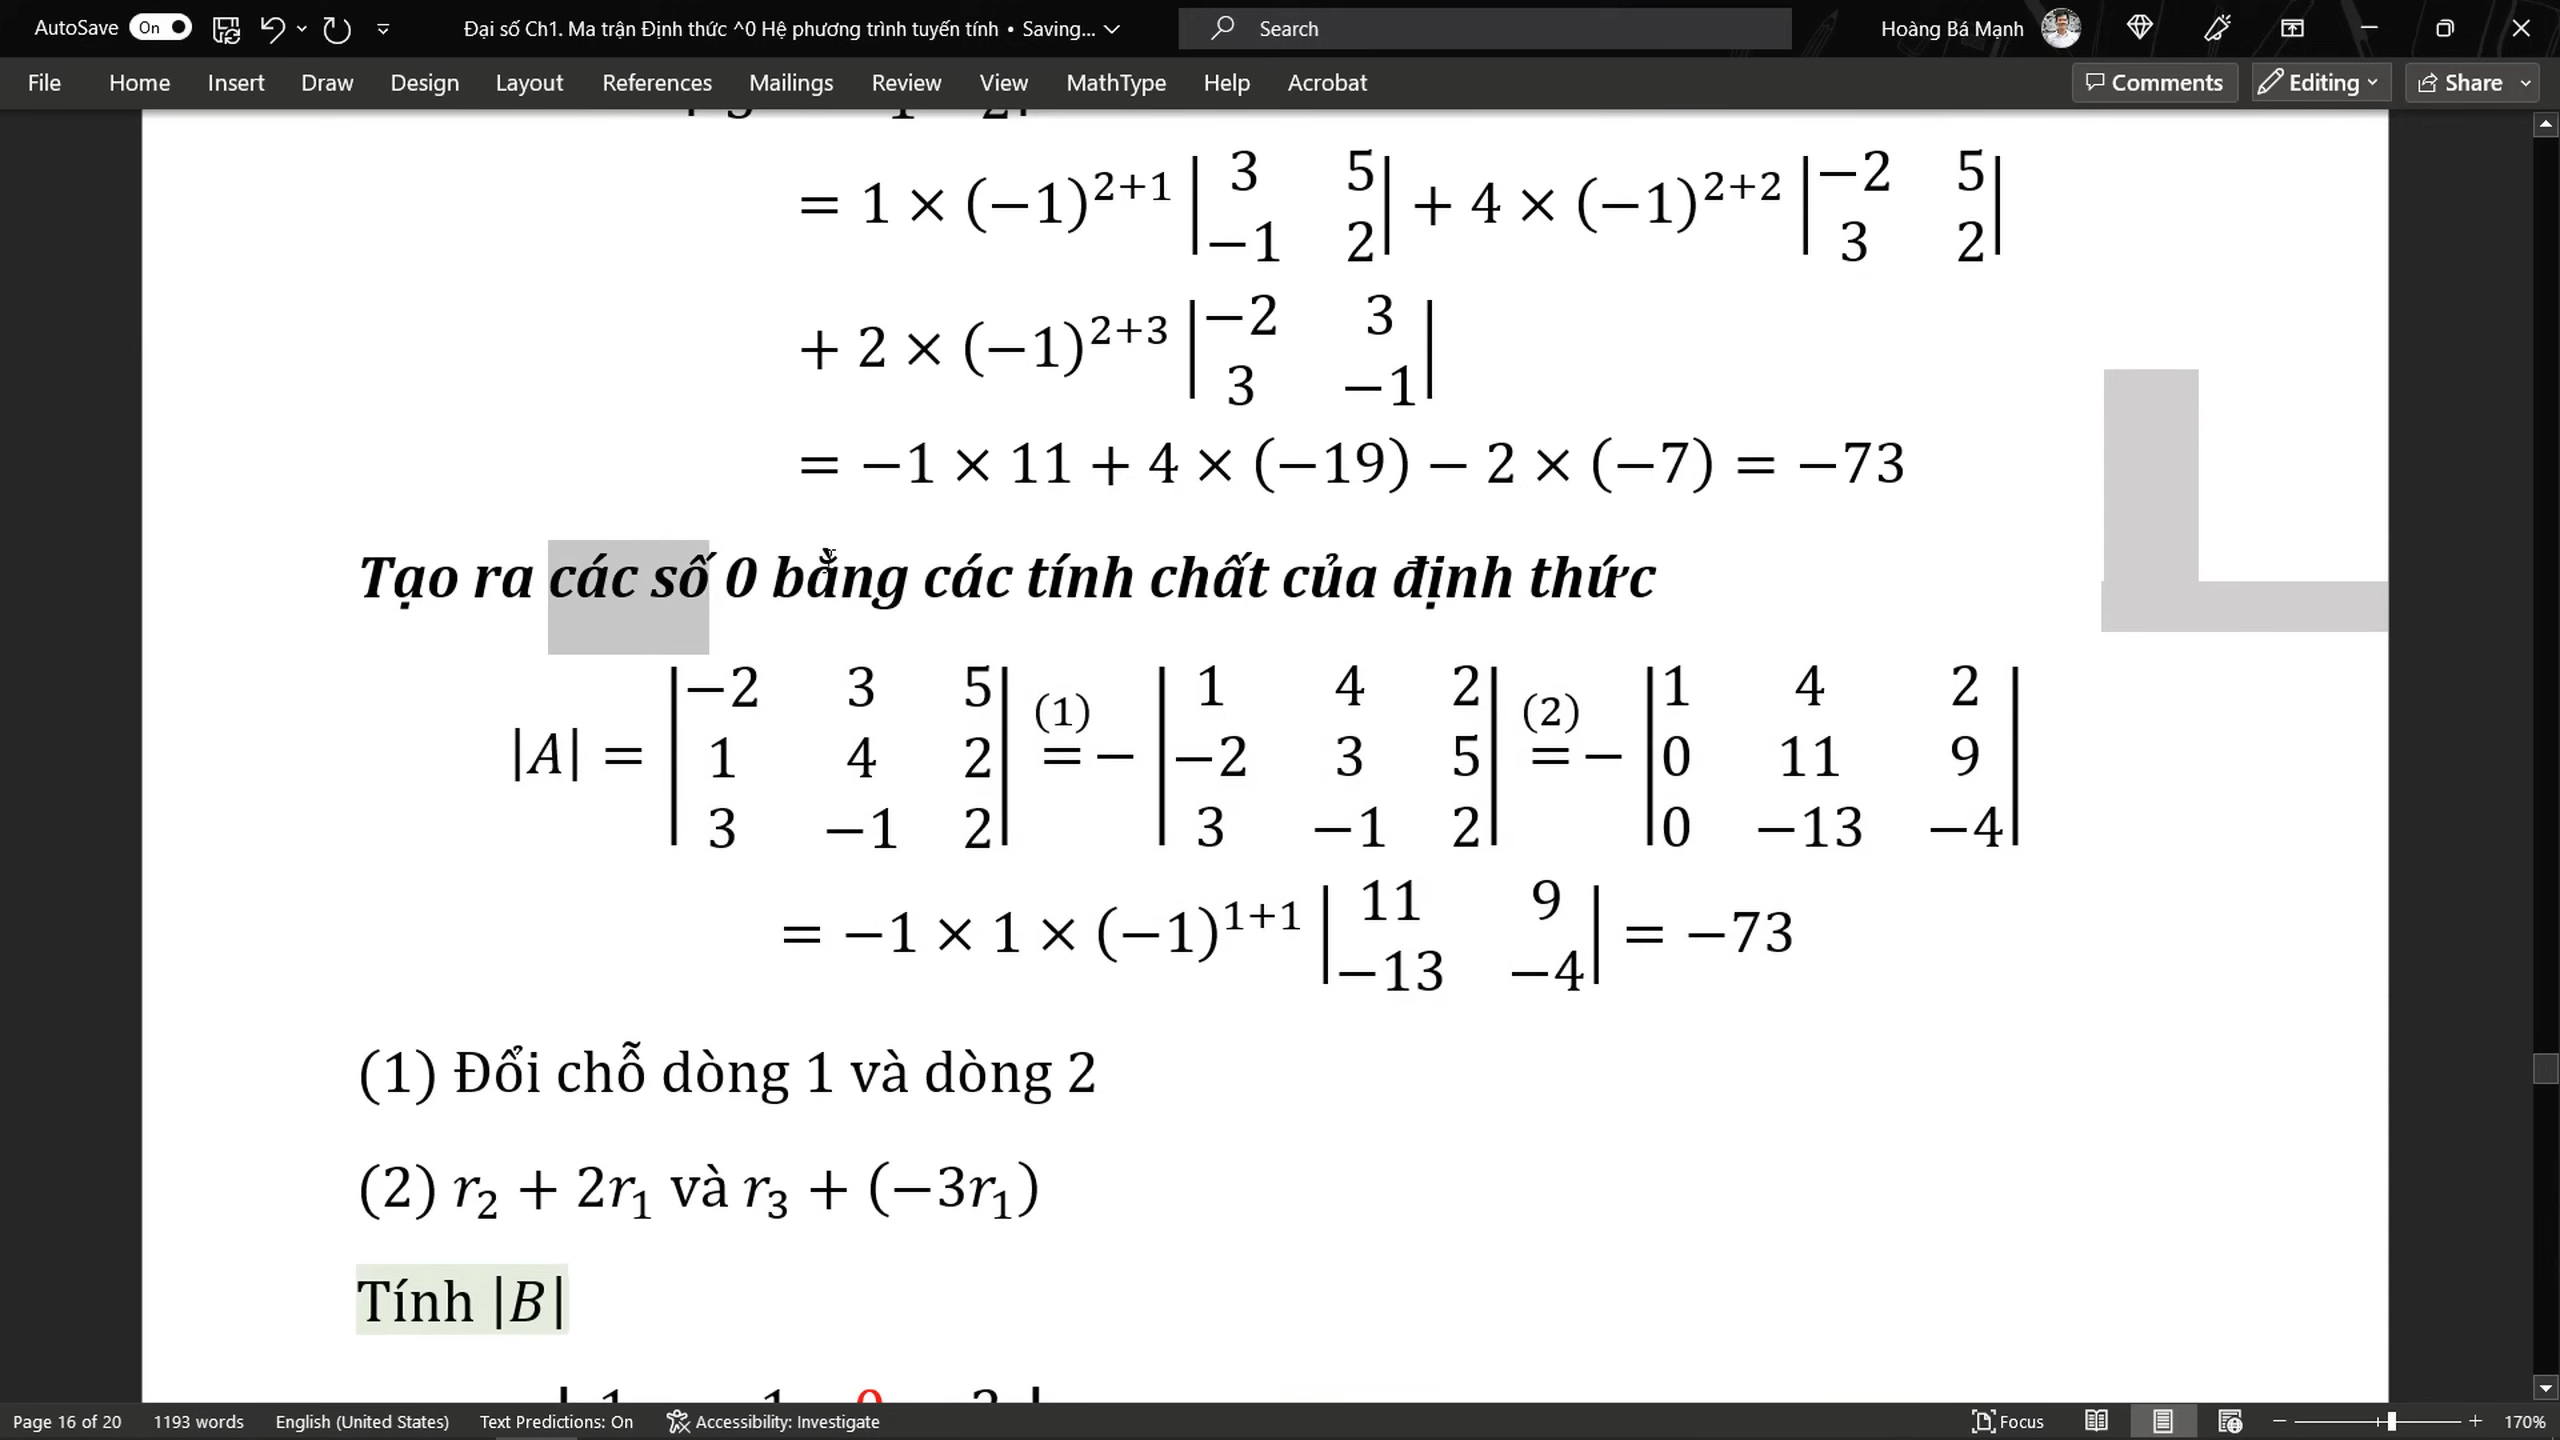 AutoSave On Đại số Ch1. Ma trận Định thức ^0 Hệ phương trình tuyến tính • Saving... Search Hoàng Bá Mạnh
File Home Insert Draw Design Layout References Mailings Review View MathType Help Acrobat Comments Editing Share
= 1 × (−1)^{2+1} |3 5; −1 2| + 4 × (−1)^{2+2} |−2 5; 3 2|
+ 2 × (−1)^{2+3} |−2 3; 3 −1|
= −1 × 11 + 4 × (−19) − 2 × (−7) = −73
Tạo ra các số 0 bằng các tính chất của định thức
|A| = |−2 3 5; 1 4 2; 3 −1 2| (1)= − |1 4 2; −2 3 5; 3 −1 2| (2)= − |1 4 2; 0 11 9; 0 −13 −4|
= −1 × 1 × (−1)^{1+1} |11 9; −13 −4| = −73
(1) Đổi chỗ dòng 1 và dòng 2
(2) r₂ + 2r₁ và r₃ + (−3r₁)
Tính |B|
Page 16 of 20 1193 words English (United States) Text Predictions: On Accessibility: Investigate Focus 170%